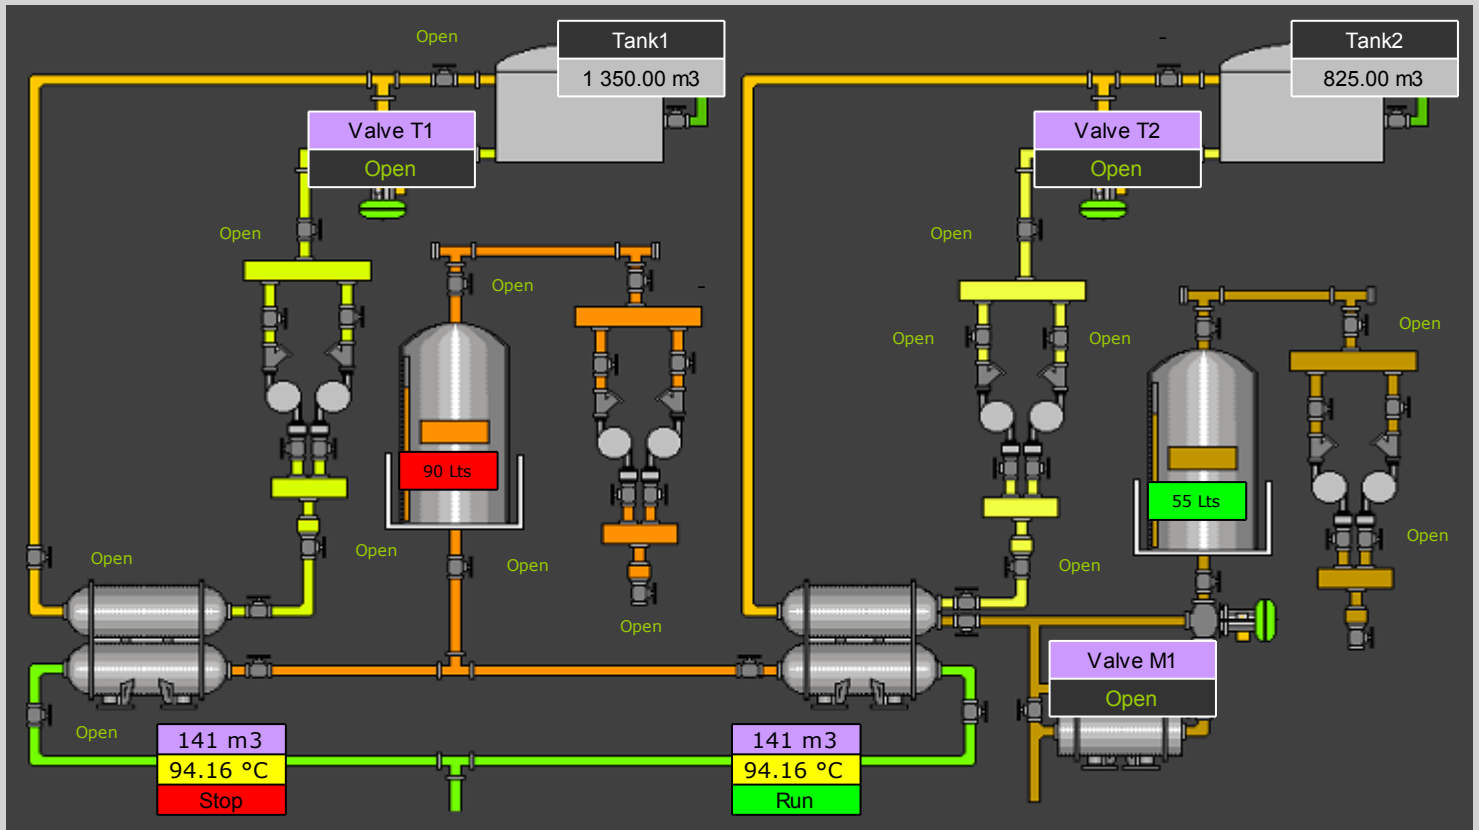 Open
Tank1
1 350.00 m3
-
Tank2
825.00 m3
Valve T1
Open
Valve T2
Open
Open
Open
Open
-
Open
Open
Open
90 Lts
55 Lts
Open
Open
Open
Open
Open
Open
Valve M1
Open
Open
141 m3
94.16 °C
Stop
141 m3
94.16 °C
Run